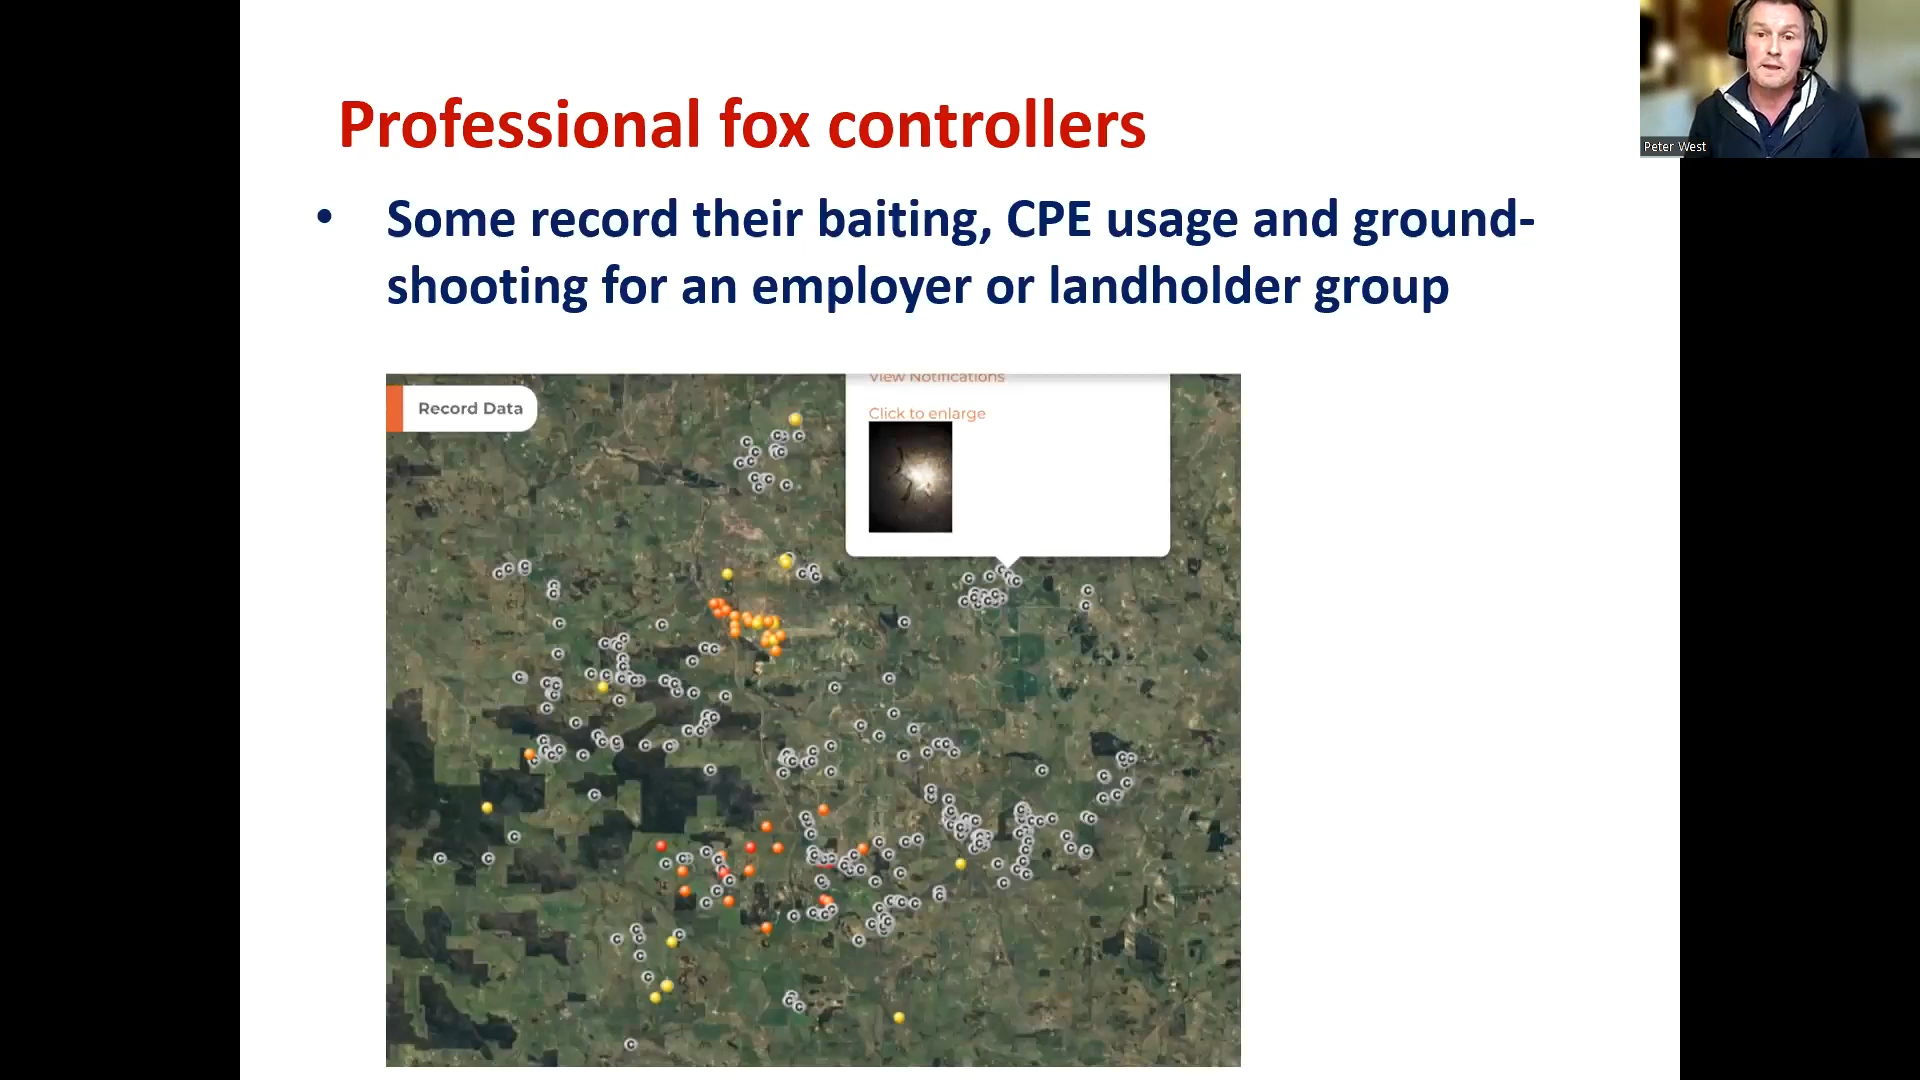 Professional fox controllers
Peter West
• Some record their baiting, CPE usage and ground-
shooting for an employer or landholder group
View Notifications
Record Data
Click to enlarge